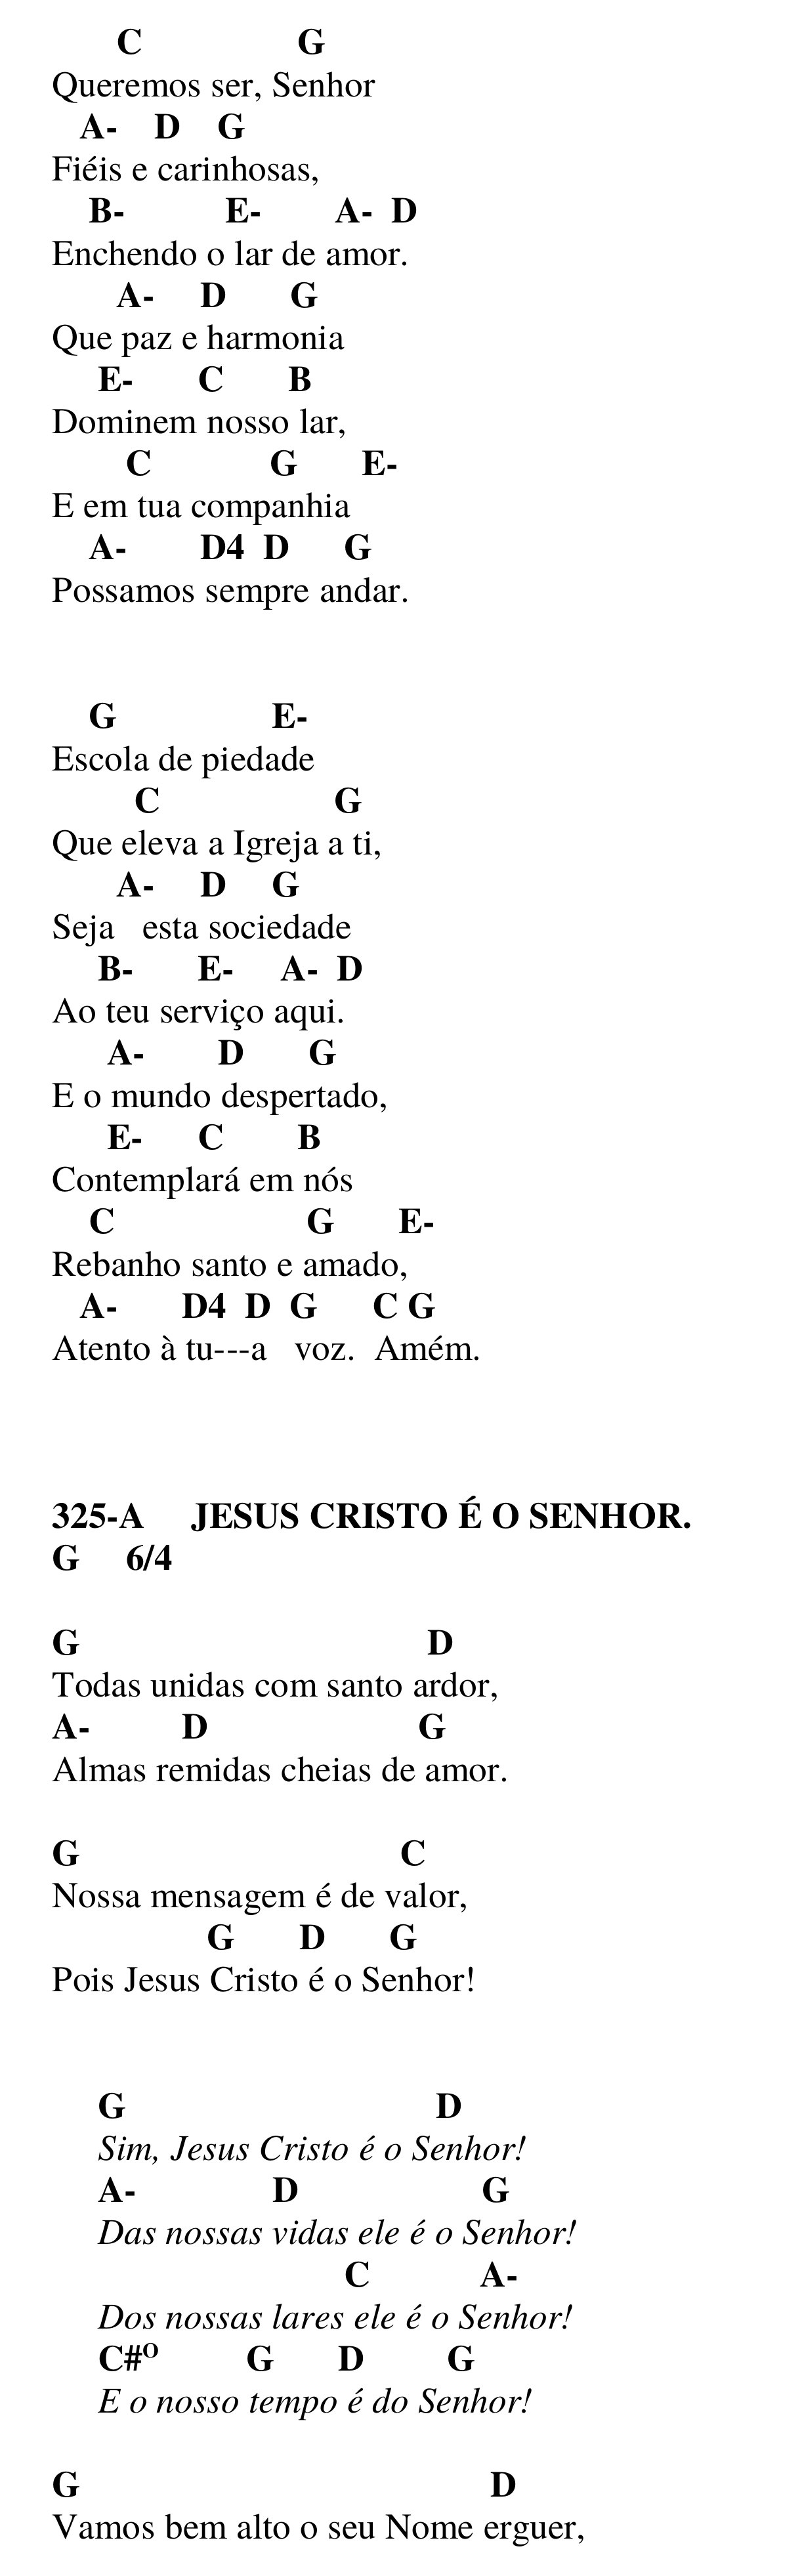 C G
Queremos ser, Senhor
A- D G
Fiéis e carinhosas,
B- E- A- D
Enchendo o lar de amor.
A- D G
Que paz e harmonia
E- C B
Dominem nosso lar,
C G E-
E em tua companhia
A- D4 D G
Possamos sempre andar.
G E-
Escola de piedade
C G
Que eleva a Igreja a ti,
A- D G
Seja esta sociedade
B- E- A- D
Ao teu serviço aqui.
A- D G
E o mundo despertado,
E- C B
Contemplará em nós
C G E-
Rebanho santo e amado,
A- D4 D G C G
Atento à tu---a voz. Amém.
325-A JESUS CRISTO É O SENHOR.
G 6/4
G D
Todas unidas com santo ardor,
A- D G
Almas remidas cheias de amor.
G C
Nossa mensagem é de valor,
G D G
Pois Jesus Cristo é o Senhor!
G D
Sim, Jesus Cristo é o Senhor!
A- D G
Das nossas vidas ele é o Senhor!
C A-
Dos nossas lares ele é o Senhor!
C#º G D G
E o nosso tempo é do Senhor!
G D
Vamos bem alto o seu Nome erguer,